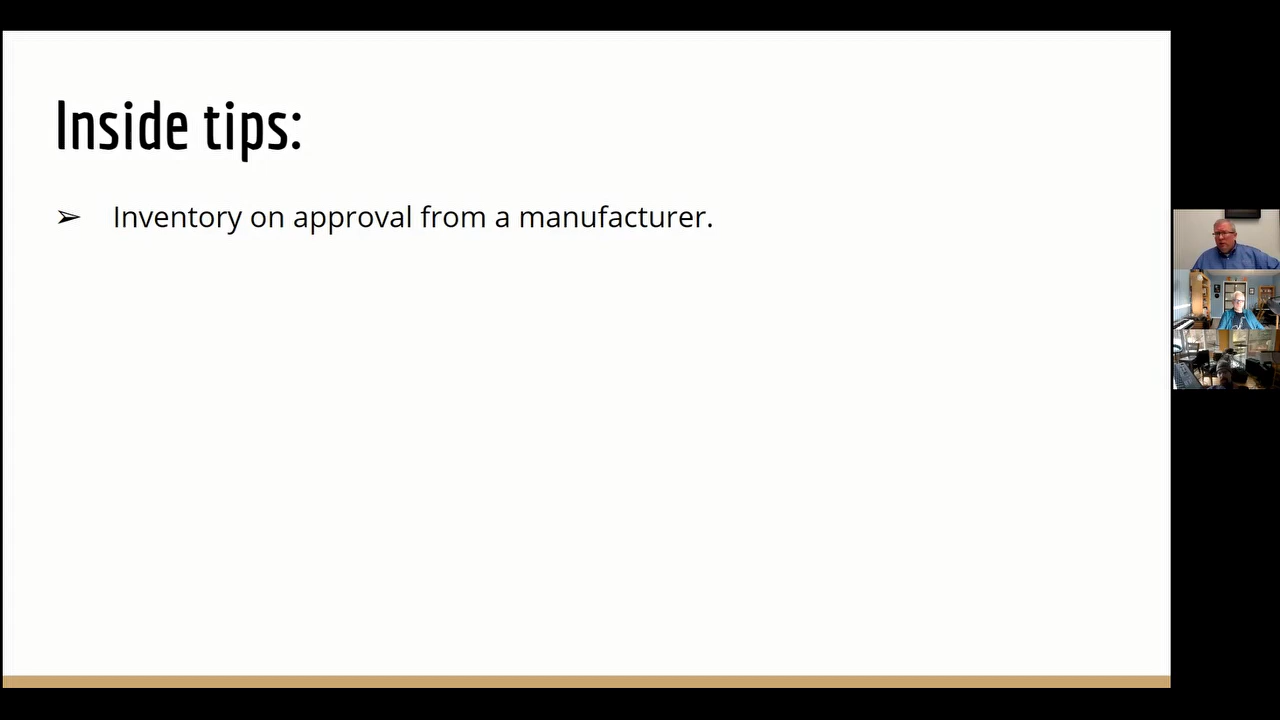 Inside tips:
➢ Inventory on approval from a manufacturer.